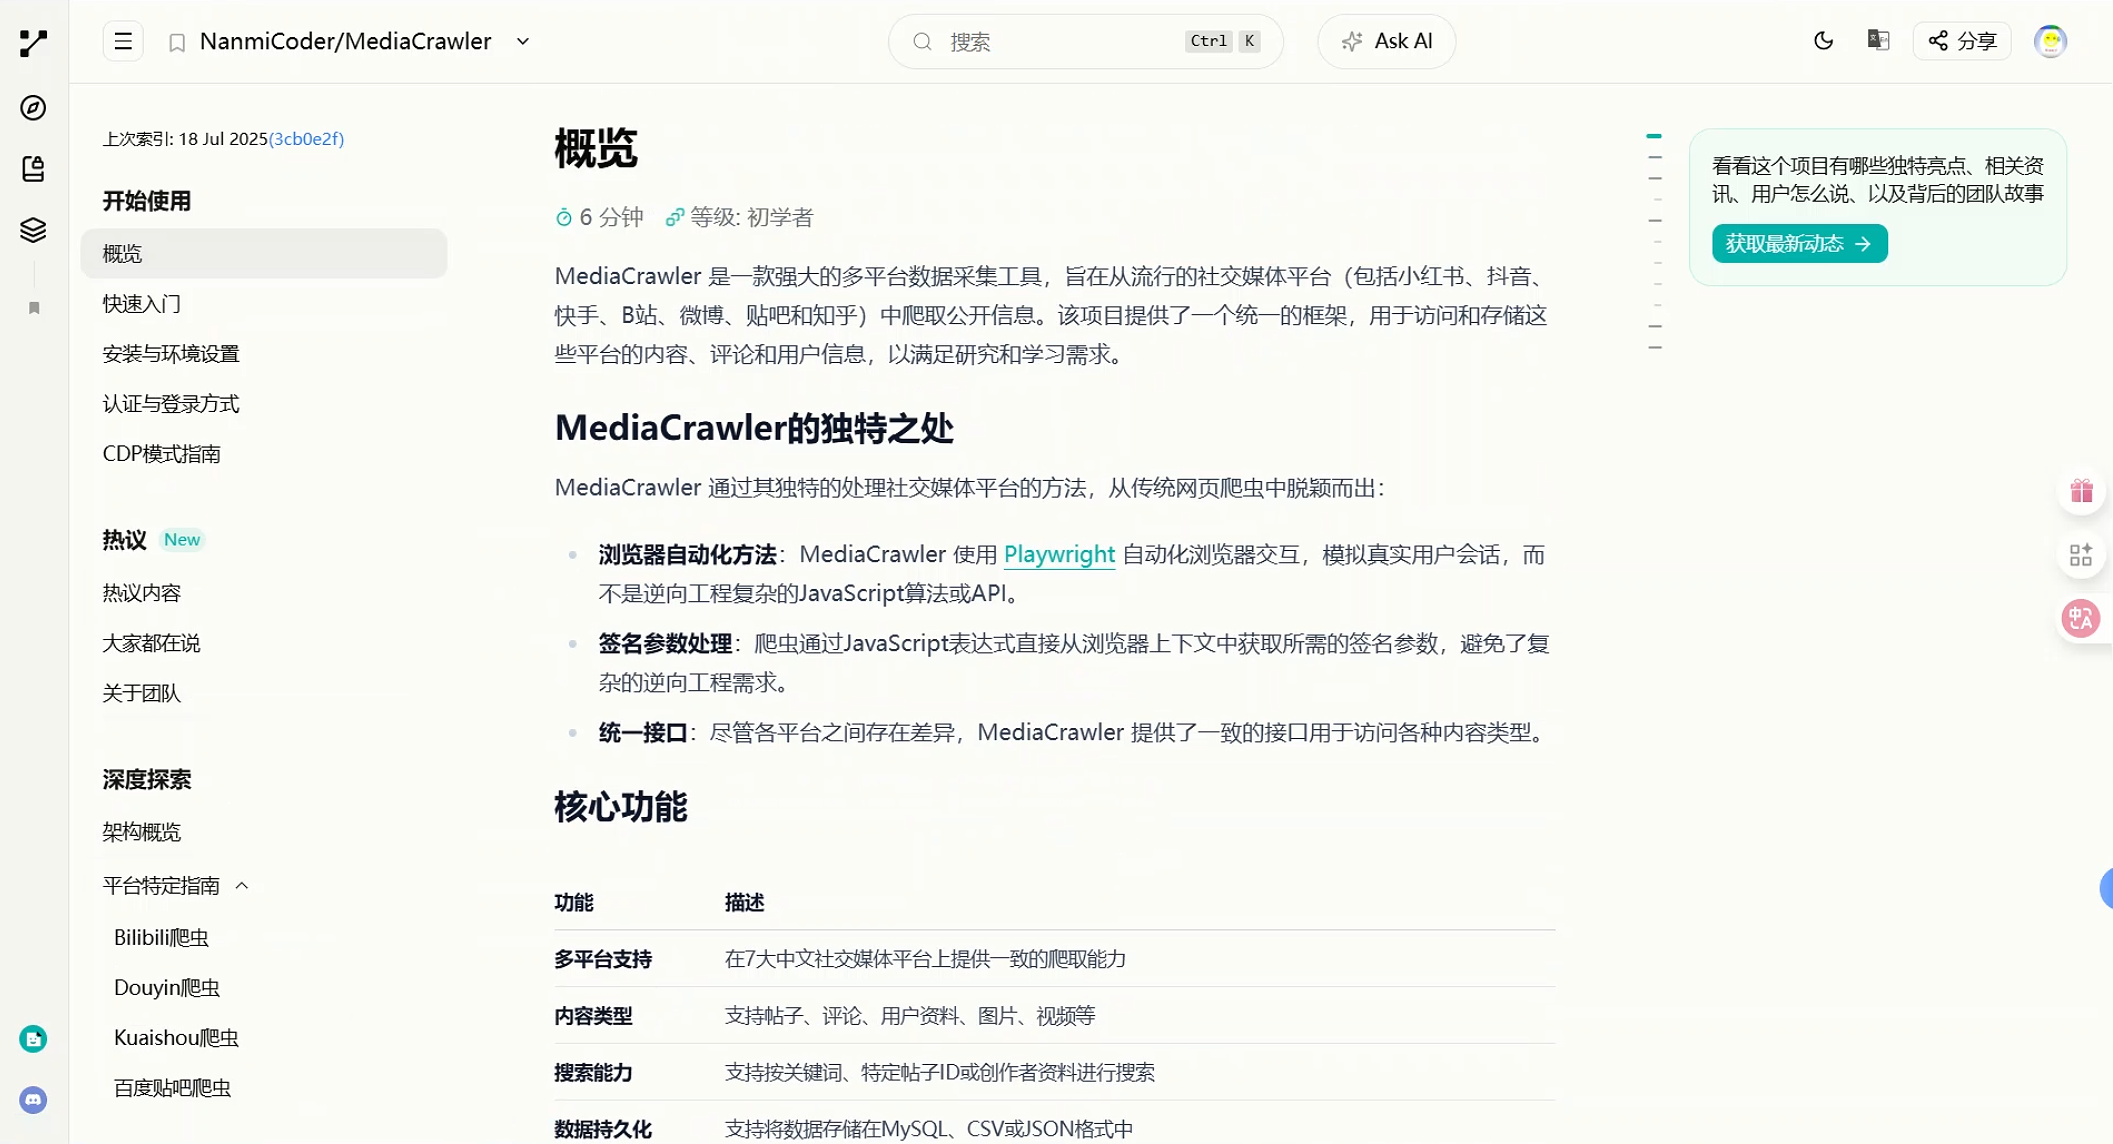 NanmiCoder/MediaCrawler
搜索
Ctrl K
Ask AI
分享
上次索引: 18 Jul 2025(3cb0e2f)
开始使用
概览
快速入门
安装与环境设置
认证与登录方式
CDP模式指南
热议 New
热议内容
大家都在说
关于团队
深度探索
架构概览
平台特定指南
Bilibili爬虫
Douyin爬虫
Kuaishou爬虫
百度贴吧爬虫
概览
6 分钟 等级: 初学者
MediaCrawler 是一款强大的多平台数据采集工具，旨在从流行的社交媒体平台（包括小红书、抖音、
快手、B站、微博、贴吧和知乎）中爬取公开信息。该项目提供了一个统一的框架，用于访问和存储这
些平台的内容、评论和用户信息，以满足研究和学习需求。
MediaCrawler的独特之处
MediaCrawler 通过其独特的处理社交媒体平台的方法，从传统网页爬虫中脱颖而出：
浏览器自动化方法：MediaCrawler 使用 Playwright 自动化浏览器交互，模拟真实用户会话，而
不是逆向工程复杂的JavaScript算法或API。
签名参数处理：爬虫通过JavaScript表达式直接从浏览器上下文中获取所需的签名参数，避免了复
杂的逆向工程需求。
统一接口：尽管各平台之间存在差异，MediaCrawler 提供了一致的接口用于访问各种内容类型。
核心功能
功能 描述
多平台支持 在7大中文社交媒体平台上提供一致的爬取能力
内容类型 支持帖子、评论、用户资料、图片、视频等
搜索能力 支持按关键词、特定帖子ID或创作者资料进行搜索
数据持久化 支持将数据存储在MySQL、CSV或JSON格式中
看看这个项目有哪些独特亮点、相关资
讯、用户怎么说、以及背后的团队故事
获取最新动态 →